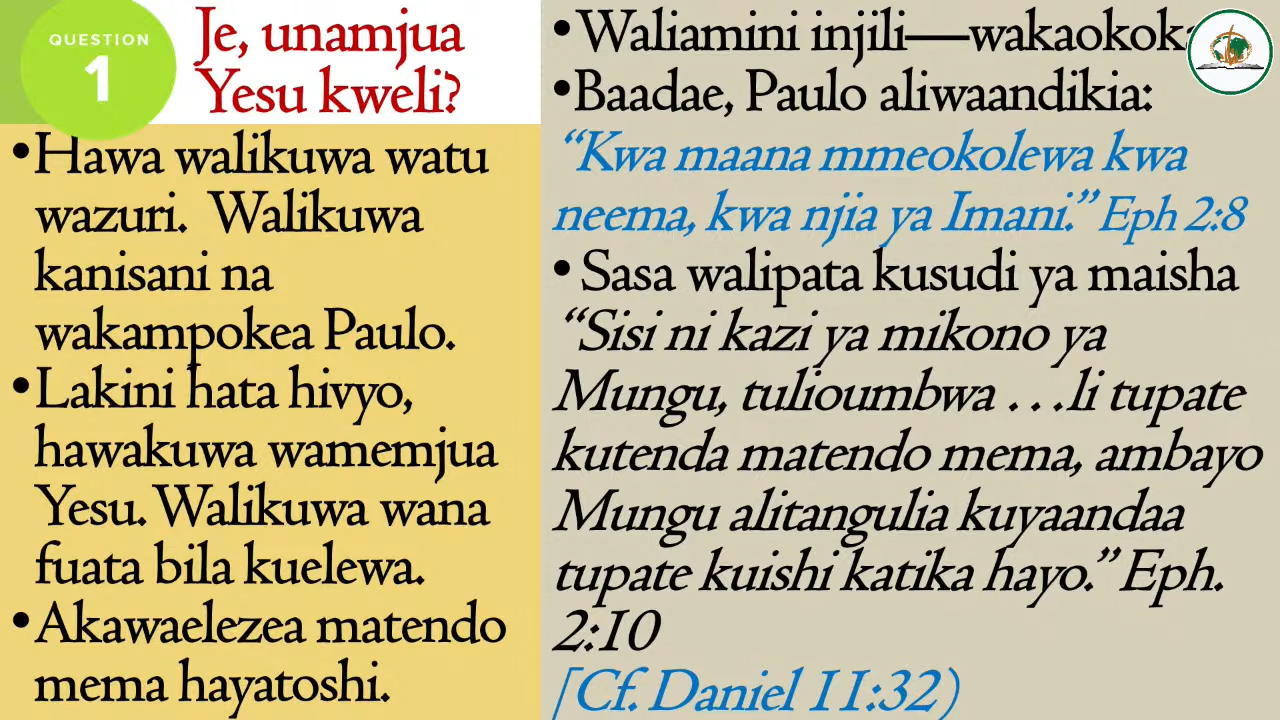 QUESTION
1
Je, unamjua
Yesu kweli?
•Hawa walikuwa watu
wazuri. Walikuwa
kanisani na
wakampokea Paulo.
•Lakini hata hivyo,
hawakuwa wamemjua
Yesu. Walikuwa wana
fuata bila kuelewa.
•Akawaelezea matendo
mema hayatoshi.
•Waliamini injili—wakaokoka
•Baadae, Paulo aliwaandikia:
“Kwa maana mmeokolewa kwa
neema, kwa njia ya Imani.” Eph 2:8
• Sasa walipata kusudi ya maisha
“Sisi ni kazi ya mikono ya
Mungu, tulioumbwa …li tupate
kutenda matendo mema, ambayo
Mungu alitangulia kuyaandaa
tupate kuishi katika hayo.” Eph.
2:10
[Cf. Daniel 11:32)